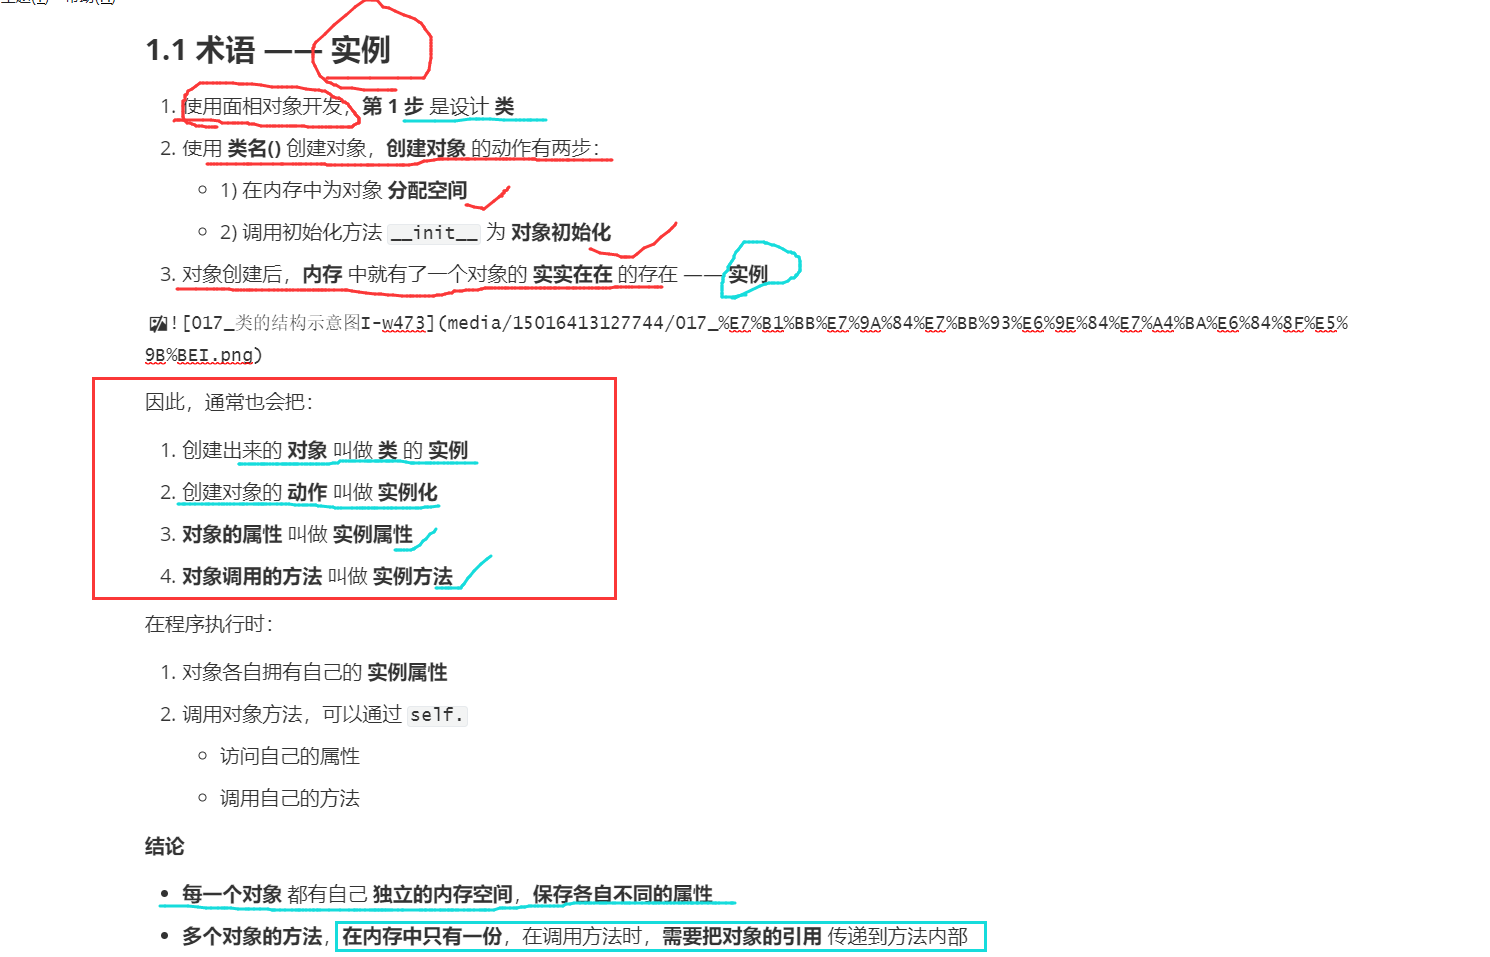 1.1 术语 —— 实例
1. 使用面相对象开发，第 1 步 是设计 类
2. 使用 类名() 创建对象，创建对象 的动作有两步：
1) 在内存中为对象 分配空间
2) 调用初始化方法 __init__ 为 对象初始化
3. 对象创建后，内存 中就有了一个对象的 实实在在 的存在 —— 实例
![017_类的结构示意图I-w473](media/15016413127744/017_%E7%B1%BB%E7%9A%84%E7%BB%93%E6%9E%84%E7%A4%BA%E6%84%8F%E5%
9B%BEI.png)
因此，通常也会把：
1. 创建出来的 对象 叫做 类 的 实例
2. 创建对象的 动作 叫做 实例化
3. 对象的属性 叫做 实例属性
4. 对象调用的方法 叫做 实例方法
在程序执行时：
1. 对象各自拥有自己的 实例属性
2. 调用对象方法，可以通过 self.
访问自己的属性
调用自己的方法
结论
每一个对象 都有自己 独立的内存空间，保存各自不同的属性
多个对象的方法，在内存中只有一份，在调用方法时，需要把对象的引用 传递到方法内部